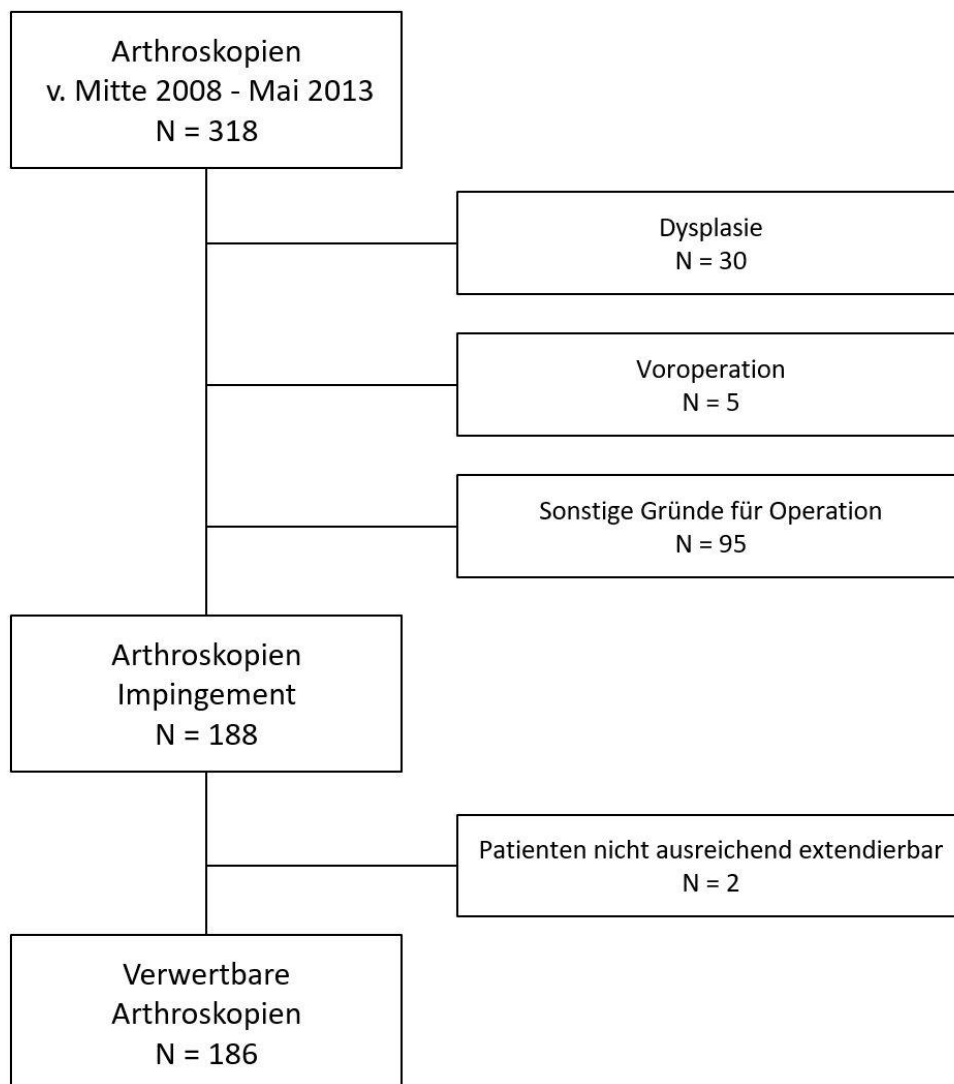 Arthroskopien
v. Mitte 2008 - Mai 2013
N = 318
Dysplasie
N = 30
Voroperation
N = 5
Sonstige Gründe für Operation
N = 95
Arthroskopien
Impingement
N = 188
Patienten nicht ausreichend extendierbar
N = 2
Verwertbare
Arthroskopien
N = 186